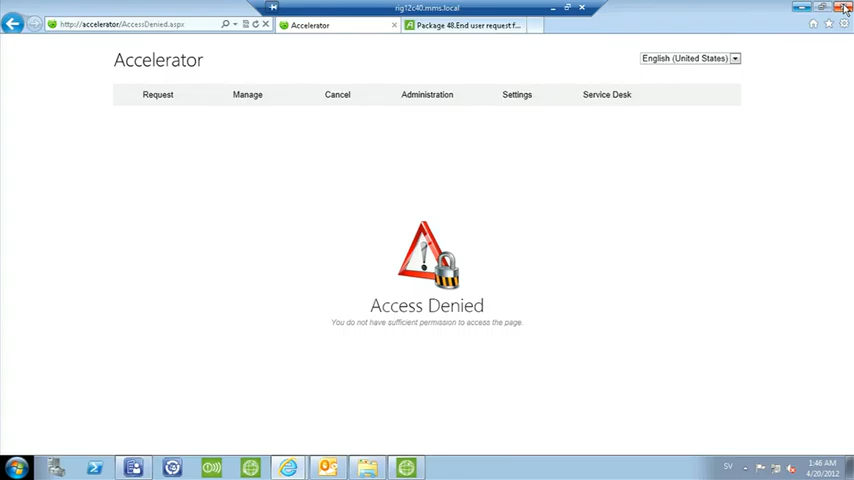 rig12c40.mms.local
http://accelerator/AccessDenied.aspx
Accelerator
Package 48.End user request f...
Accelerator
English (United States)
Request Manage Cancel Administration Settings Service Desk
Access Denied
You do not have sufficient permission to access the page.
SV
1:46 AM
4/20/2012